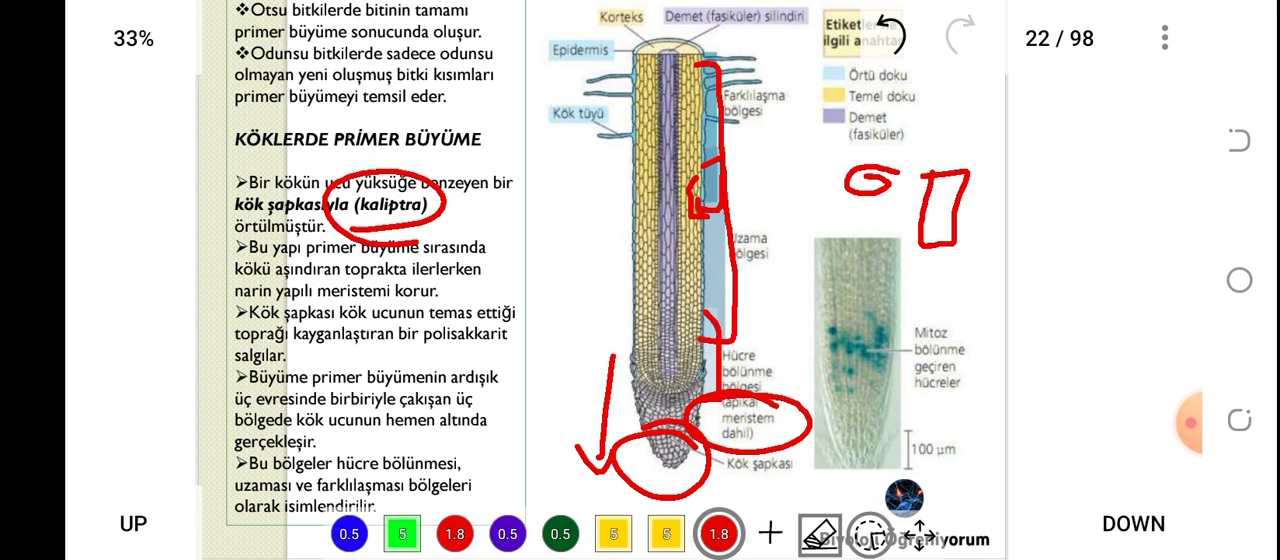 33%
22 / 98
❖Otsu bitkilerde bitinin tamamı
primer büyüme sonucunda oluşur.
❖Odunsu bitkilerde sadece odunsu
olmayan yeni oluşmuş bitki kısımları
primer büyümeyi temsil eder.
KÖKLERDE PRİMER BÜYÜME
➢Bir kökün ucu yüksüğe benzeyen bir
kök şapkasıyla (kaliptra)
örtülmüştür.
➢Bu yapı primer büyüme sırasında
kökü aşındıran toprakta ilerlerken
narin yapılı meristemi korur.
➢Kök şapkası kök ucunun temas ettiği
toprağı kayganlaştıran bir polisakkarit
salgılar.
➢Büyüme primer büyümenin ardışık
üç evresinde birbiriyle çakışan üç
bölgede kök ucunun hemen altında
gerçekleşir.
➢Bu bölgeler hücre bölünmesi,
uzaması ve farklılaşması bölgeleri
olarak isimlendirilir.
Korteks
Demet (fasiküler) silindiri
Epidermis
Kök tüyü
Farklılaşma
bölgesi
Uzama
bölgesi
Hücre
bölünme
bölgesi
(apikal
meristem
dahil)
Kök şapkası
ilgili anahtar
Örtü doku
Temel doku
Demet
(fasiküler)
Mitoz
bölünme
geçiren
hücreler
100 µm
UP
0.5
5
1.8
0.5
0.5
5
5
1.8
Biyoloji Öğreniyorum
DOWN